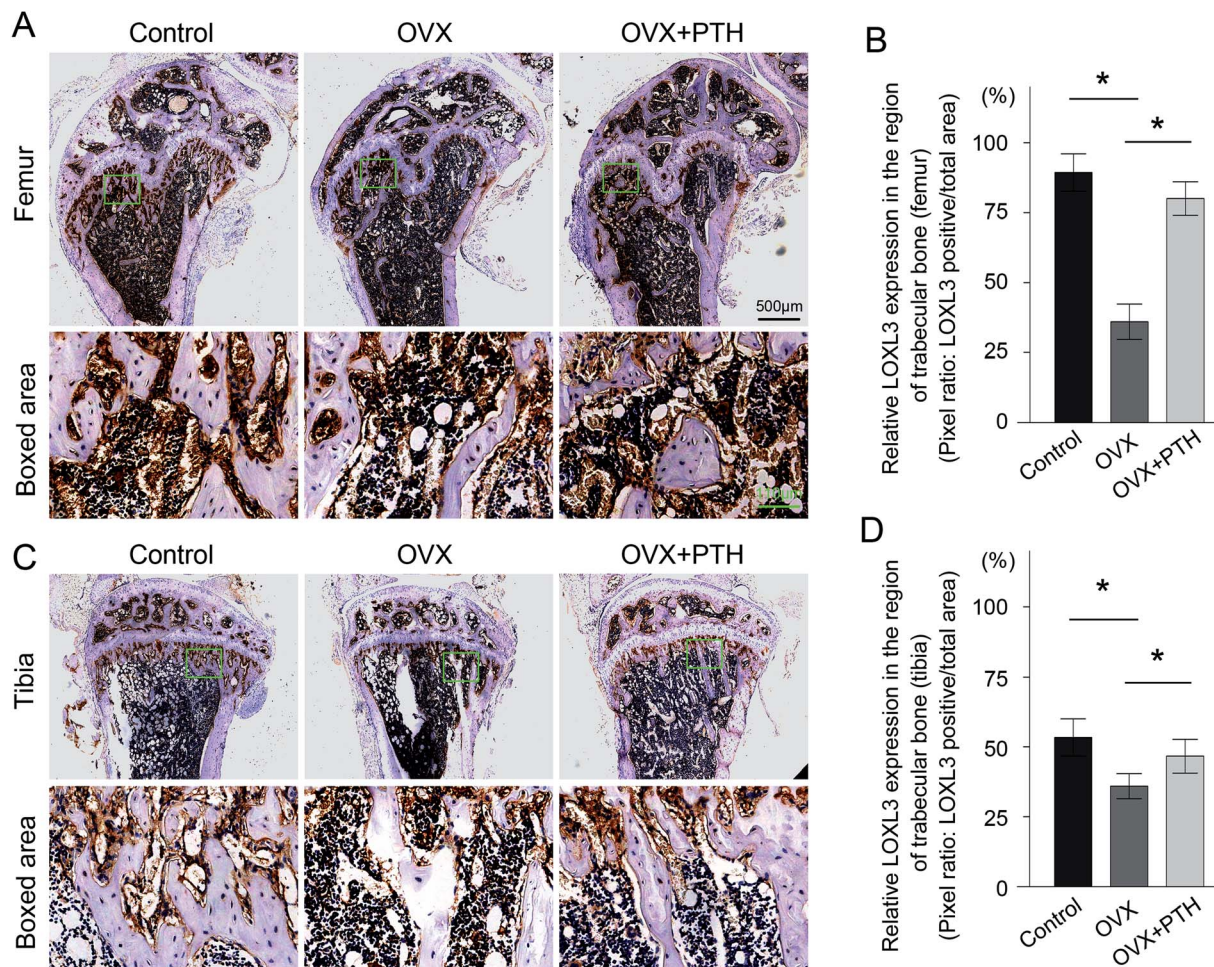 A
Control
OVX
OVX+PTH
Femur
500μm
Boxed area
110μm
B
Relative LOXL3 expression in the region
of trabecular bone (femur)
(Pixel ratio: LOXL3 positive/total area)
(%)
100
75
50
25
0
*
*
Control
OVX
OVX+PTH
C
Control
OVX
OVX+PTH
Tibia
Boxed area
D
Relative LOXL3 expression in the region
of trabecular bone (tibia)
(Pixel ratio: LOXL3 positive/total area)
(%)
100
75
50
25
0
*
*
Control
OVX
OVX+PTH